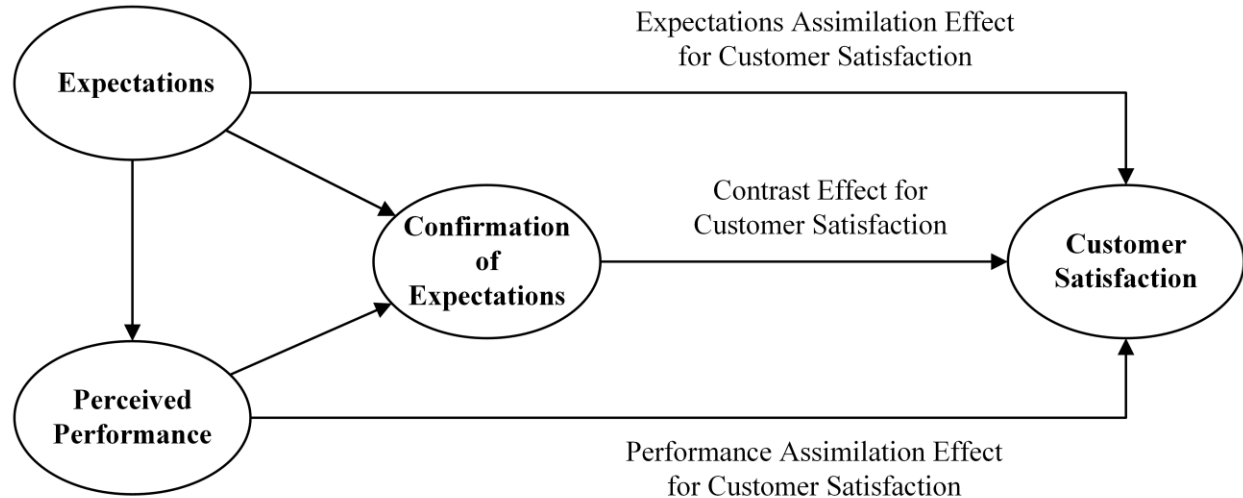 Expectations Assimilation Effect
for Customer Satisfaction
Expectations
Contrast Effect for
Customer Satisfaction
Confirmation
of
Expectations
Customer
Satisfaction
Perceived
Performance
Performance Assimilation Effect
for Customer Satisfaction